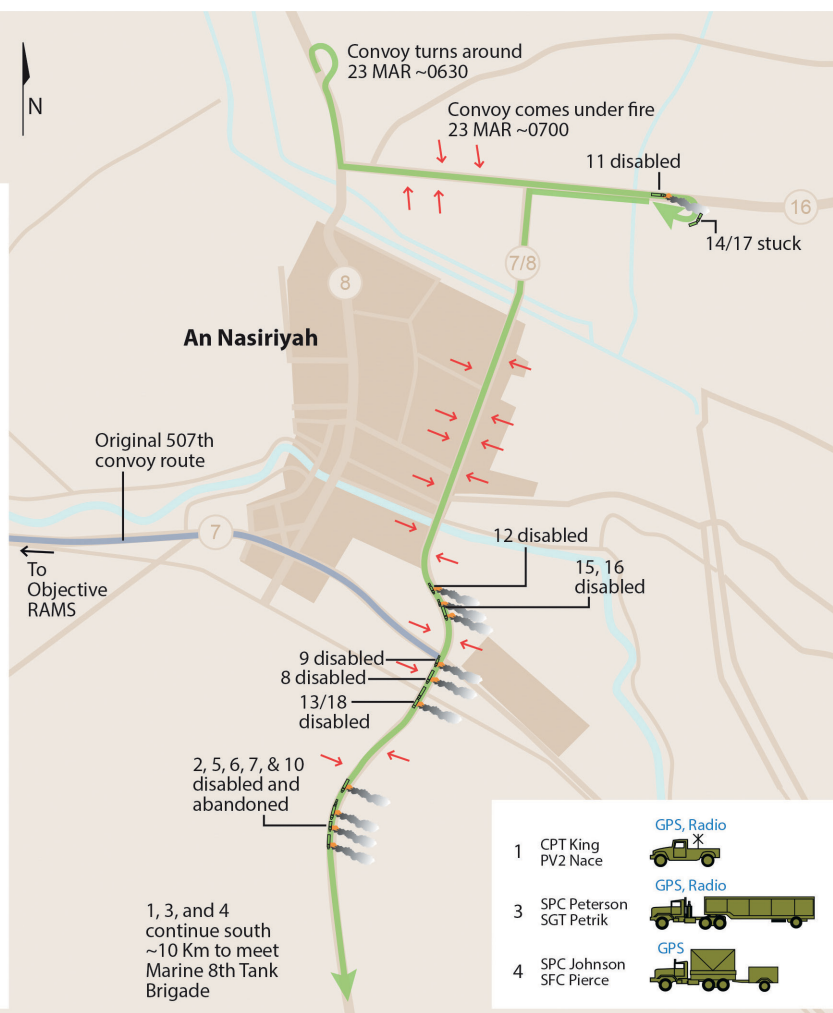 Convoy turns around
23 MAR ~0630
N
Convoy comes under fire
23 MAR ~0700
11 disabled
16
14/17 stuck
7/8
8
An Nasiriyah
Original 507th
convoy route
7
12 disabled
To
Objective
RAMS
15, 16
disabled
9 disabled
8 disabled
13/18
disabled
2, 5, 6, 7, & 10
disabled and
abandoned
1, 3, and 4
continue south
~10 Km to meet
Marine 8th Tank
Brigade
GPS, Radio
1 CPT King
PV2 Nace
GPS, Radio
3 SPC Peterson
SGT Petrik
GPS
4 SPC Johnson
SFC Pierce